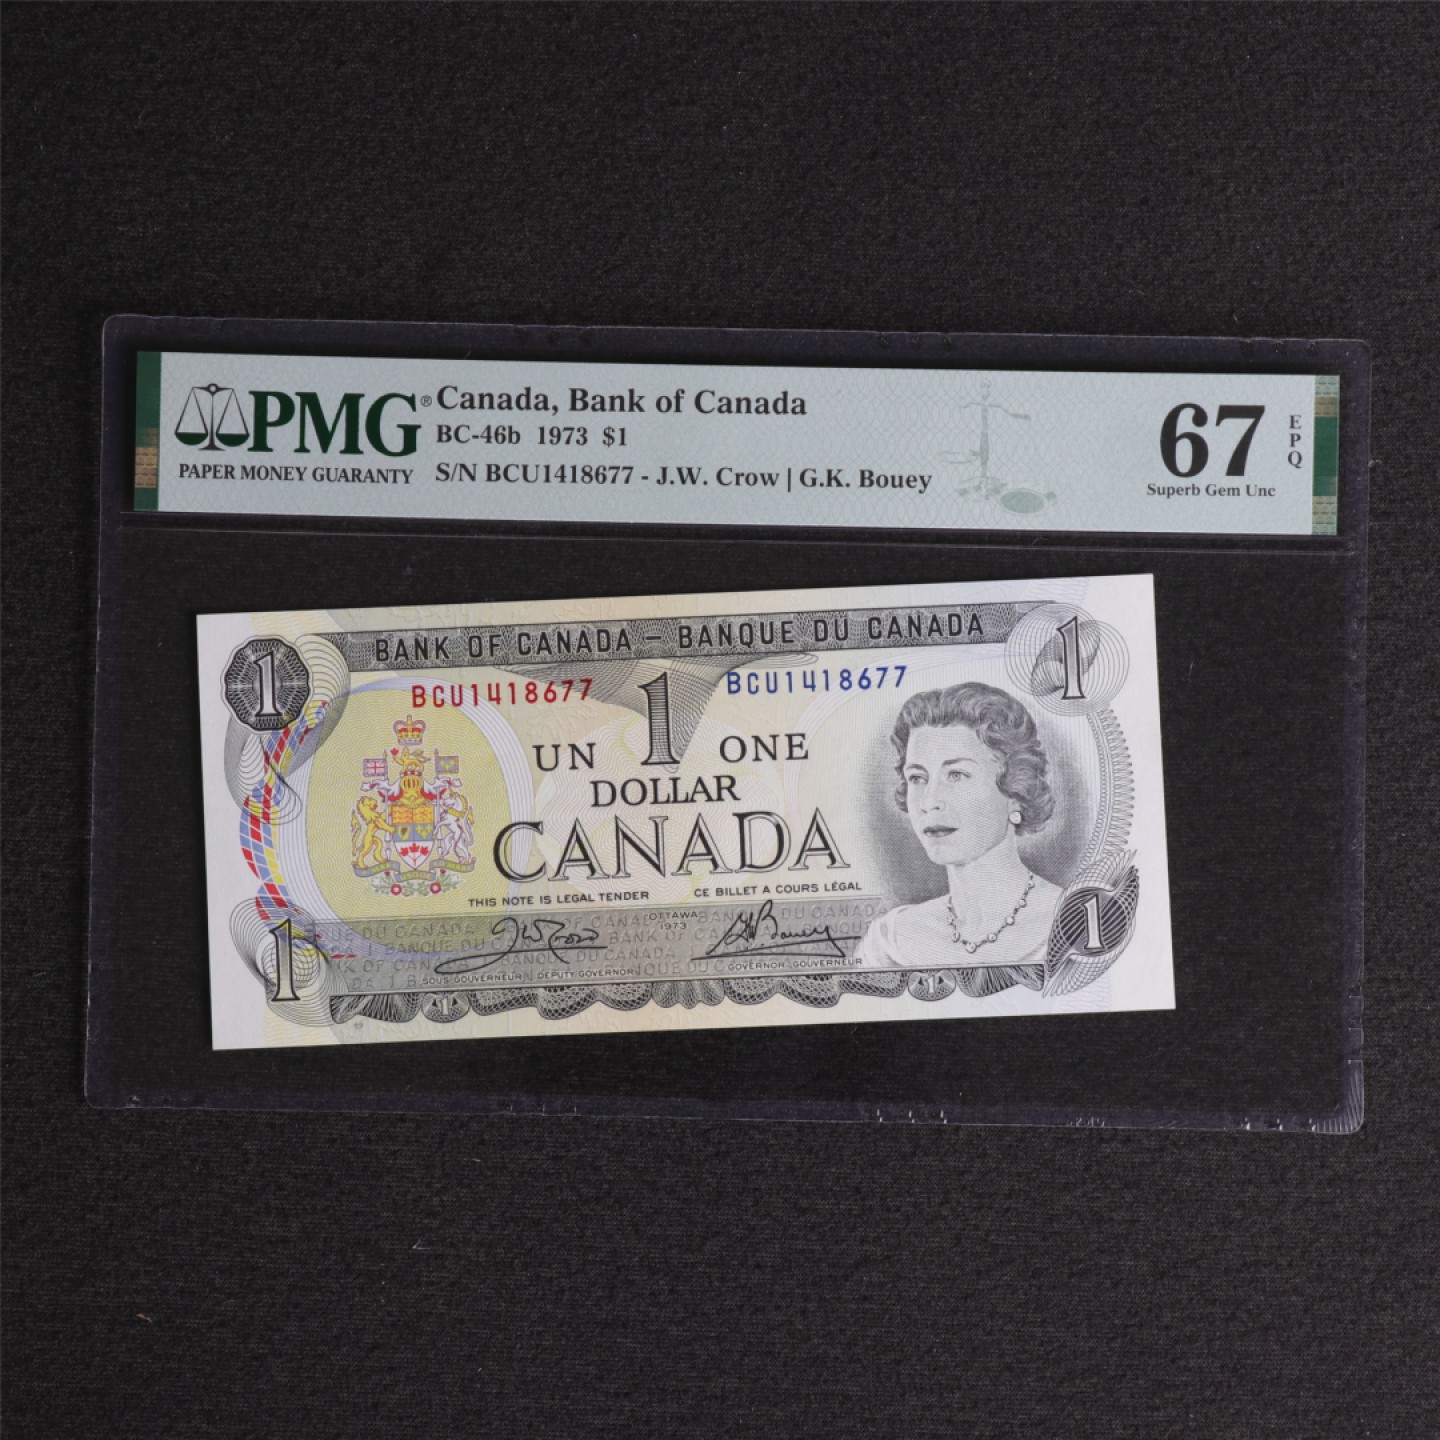 PMG®
PAPER MONEY GUARANTY
Canada, Bank of Canada
BC-46b 1973 $1
S/N BCU1418677 - J.W. Crow | G.K. Bouey
67
EPQ
Superb Gem Unc
BANK OF CANADA – BANQUE DU CANADA
1 1
BCU1418677 BCU1418677
UN 1 ONE
DOLLAR
CANADA
THIS NOTE IS LEGAL TENDER CE BILLET A COURS LÉGAL
OTTAWA
1973
SOUS-GOUVERNEUR DEPUTY GOVERNOR GOVERNOR GOUVERNEUR
1 1
1 1